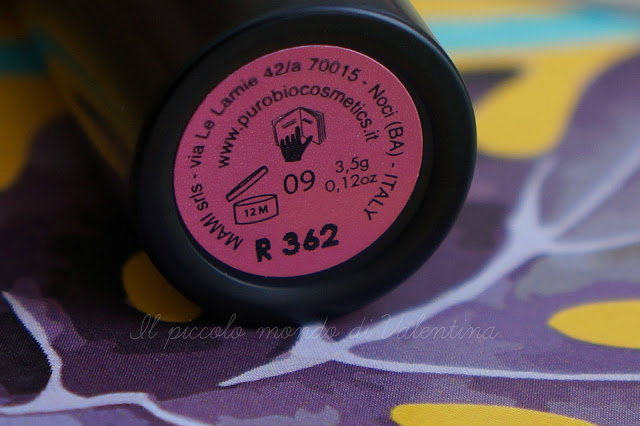 MAMI srls - via Le Lamie 42/a 70015 - Noci (BA) - ITALY
www.purobiocosmetics.it
12M
09
3,5g
0,12oz
R 362
Il piccolo mondo di Valentina